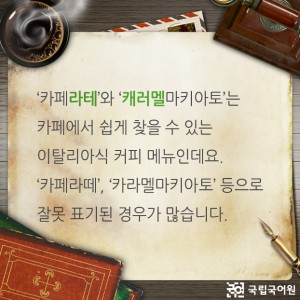 '카페라테'와 '캐러멜마키아토'는
카페에서 쉽게 찾을 수 있는
이탈리아식 커피 메뉴인데요.
'카페라떼', '카라멜마키아토' 등으로
잘못 표기된 경우가 많습니다.
국립국어원